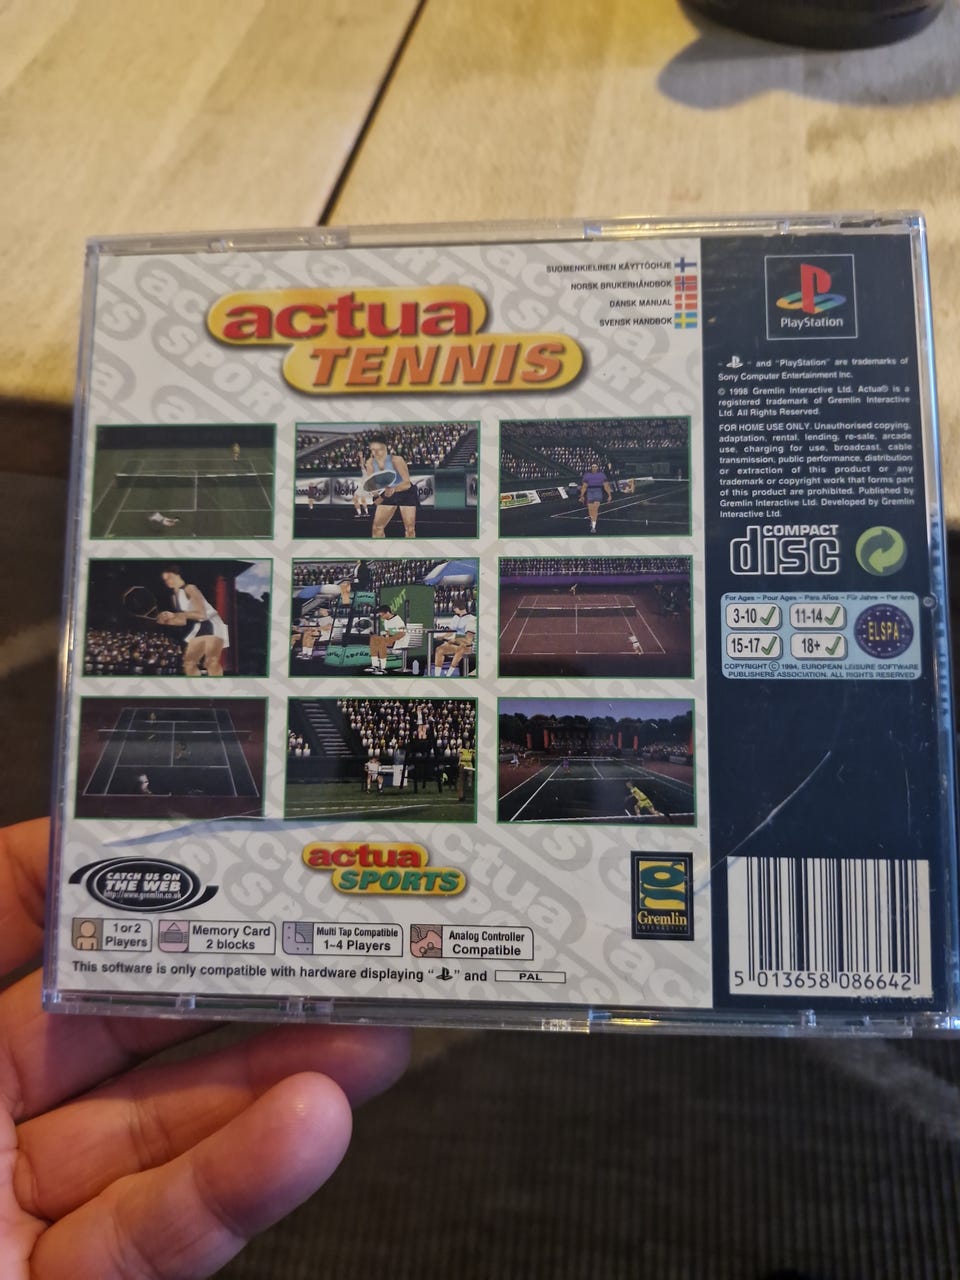 SUOMENKIELINEN KÄYTTÖOHJE
NORSK BRUKERHÅNDBOK
DANSK MANUAL
SVENSK HANDBOK
actua
TENNIS
PlayStation
" " and "PlayStation" are trademarks of
Sony Computer Entertainment Inc.
© 1998 Gremlin Interactive Ltd. Actua® is a
registered trademark of Gremlin Interactive
Ltd. All Rights Reserved.
FOR HOME USE ONLY. Unauthorised copying,
adaptation, rental, lending, re-sale, arcade
use, charging for use, broadcast, cable
transmission, public performance, distribution
or extraction of this product or any
trademark or copyright work that forms part
of this product are prohibited. Published by
Gremlin Interactive Ltd. Developed by Gremlin
Interactive Ltd.
COMPACT
disc
For Ages – Pour Ages – Para Años – Für Jahre – Per Anni
3-10 11-14
15-17 18+
ELSPA
COPYRIGHT © 1994, EUROPEAN LEISURE SOFTWARE
PUBLISHERS ASSOCIATION. ALL RIGHTS RESERVED
actua
SPORTS
CATCH US ON
THE WEB
http://www.gremlin.co.uk
Gremlin
INTERACTIVE
1 or 2
Players
Memory Card
2 blocks
Multi Tap Compatible
1–4 Players
Analog Controller
Compatible
This software is only compatible with hardware displaying " " and PAL
5 013658 086642